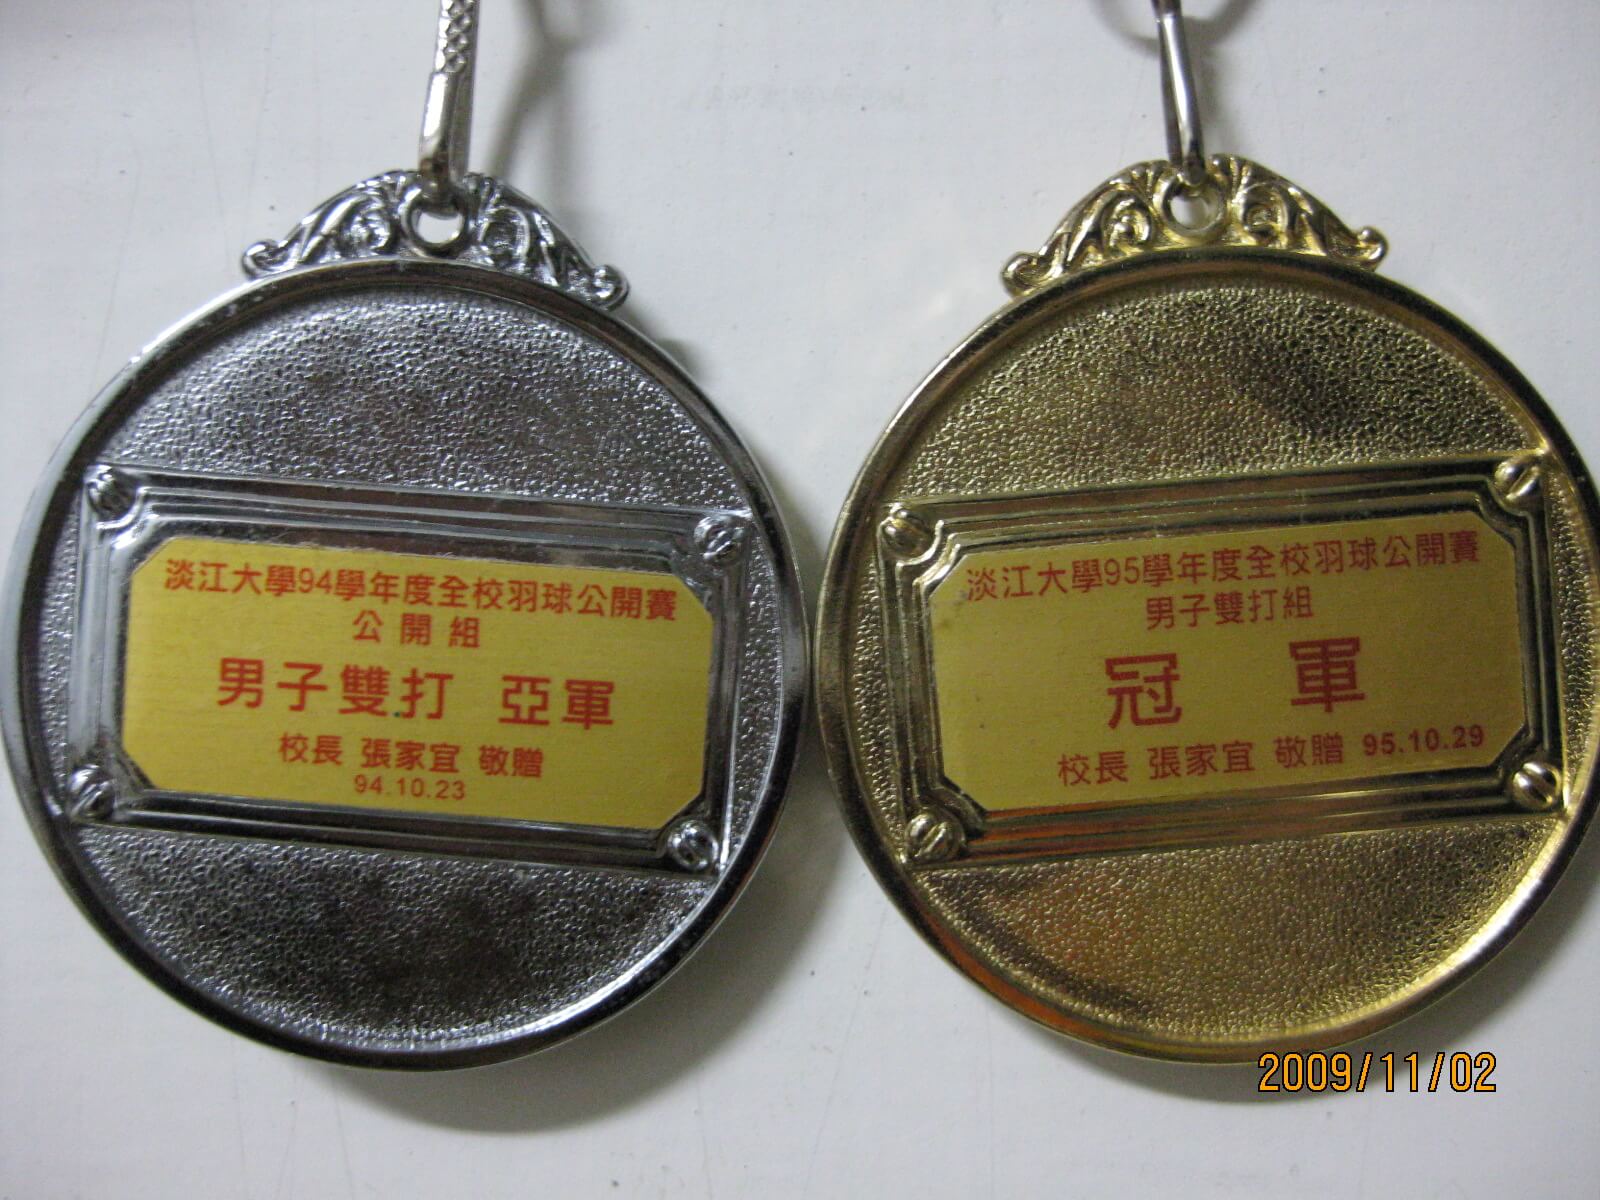 淡江大學94學年度全校羽球公開賽
公開組
男子雙打 亞軍
校長 張家宜 敬贈
94.10.23
淡江大學95學年度全校羽球公開賽
男子雙打組
冠 軍
校長 張家宜 敬贈 95.10.29
2009/11/02